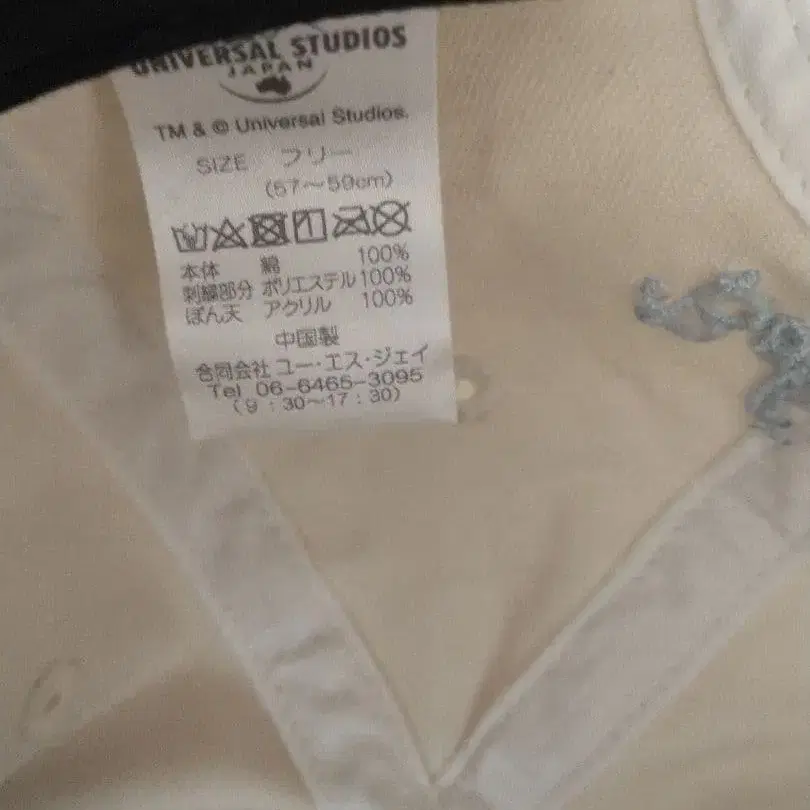 UNIVERSAL STUDIOS
JAPAN
TM & © Universal Studios.
SIZE フリー
(57～59cm)
本体 綿 100%
刺繍部分 ポリエステル 100%
ぼん天 アクリル 100%
中国製
合同会社 ユー・エス・ジェイ
Tel 06-6465-3095
(9:30～17:30)